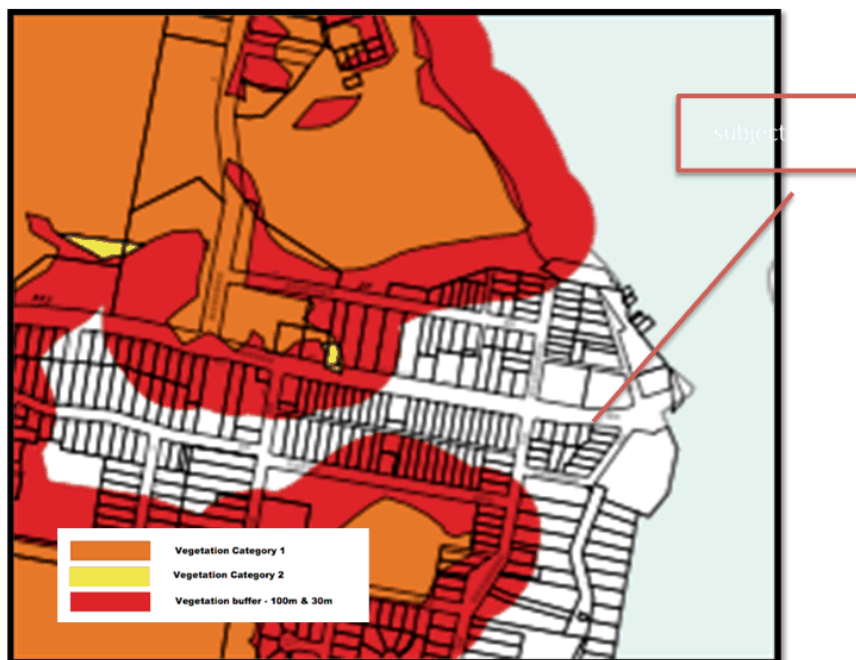 subject
Vegetation Category 1
Vegetation Category 2
Vegetation buffer - 100m & 30m